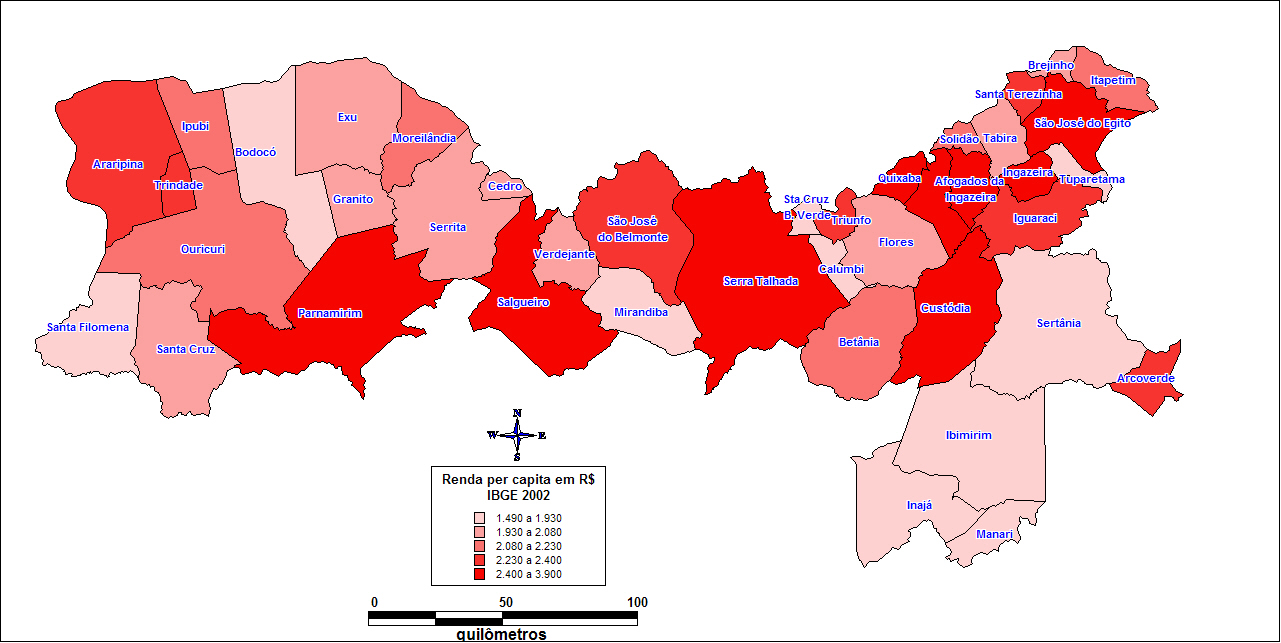 Brejinho
Itapetim
Santa Terezinha
Exu
Ipubi
São José do Egito
Moreilândia
Solidão
Tabira
Bodocó
Araripina
Ingazeira
Quixaba
Tuparetama
Trindade
Cedro
Afogados da
Ingazeira
Granito
Sta.Cruz
B. Verde
Triunfo
Iguaraci
São José
do Belmonte
Serrita
Flores
Ouricuri
Verdejante
Calumbi
Serra Talhada
Salgueiro
Custódia
Parnamirim
Mirandiba
Sertânia
Santa Filomena
Betânia
Santa Cruz
Arcoverde
Ibimirim
Inajá
Manari
N
W E
S
Renda per capita em R$
IBGE 2002
1.490 a 1.930
1.930 a 2.080
2.080 a 2.230
2.230 a 2.400
2.400 a 3.900
0 50 100
quilômetros